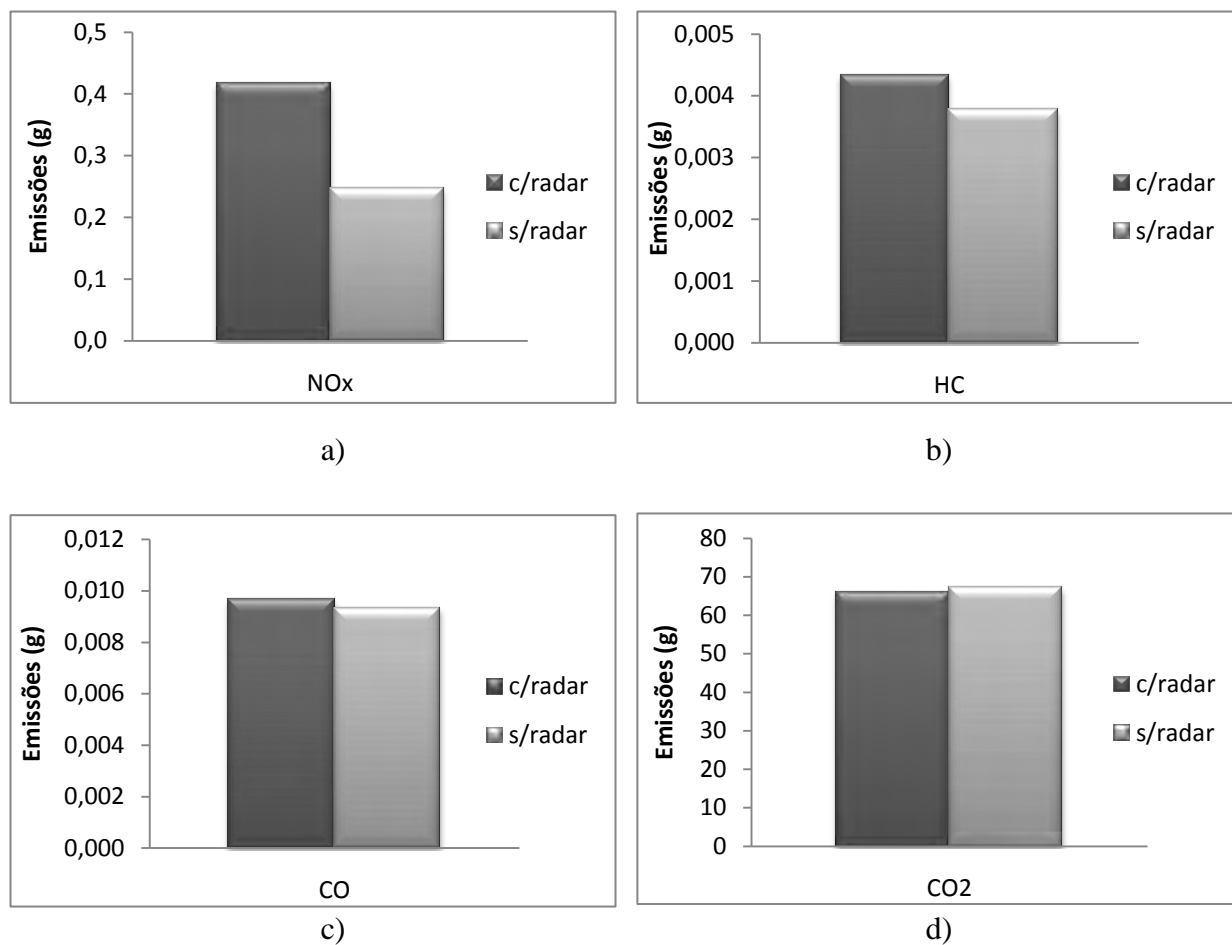 0,5
0,4
0,3
0,2
0,1
0,0
Emissões (g)
NOx
c/radar
s/radar
a)
0,005
0,004
0,003
0,002
0,001
0,000
Emissões (g)
HC
c/radar
s/radar
b)
0,012
0,010
0,008
0,006
0,004
0,002
0,000
Emissões (g)
CO
c/radar
s/radar
c)
80
70
60
50
40
30
20
10
0
Emissões (g)
CO2
c/radar
s/radar
d)